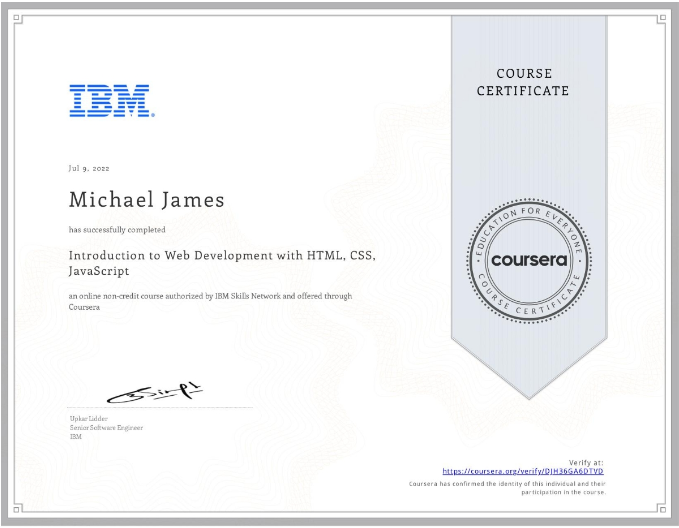 COURSE
CERTIFICATE
IBM
Jul 9, 2022
Michael James
has successfully completed
Introduction to Web Development with HTML, CSS,
JavaScript
an online non-credit course authorized by IBM Skills Network and offered through
Coursera
EDUCATION FOR EVERYONE
coursera
COURSE CERTIFICATE
Upkar Lidder
Senior Software Engineer
IBM
Verify at:
https://coursera.org/verify/DJH36GA6DTVD
Coursera has confirmed the identity of this individual and their
participation in the course.